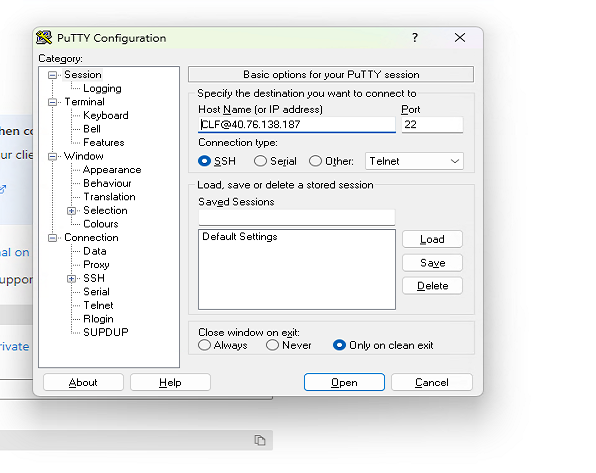 PuTTY Configuration
?
Category:
Session
Logging
Terminal
Keyboard
Bell
Features
Window
Appearance
Behaviour
Translation
Selection
Colours
Connection
Data
Proxy
SSH
Serial
Telnet
Rlogin
SUPDUP
Basic options for your PuTTY session
Specify the destination you want to connect to
Host Name (or IP address) Port
CLF@40.76.138.187 22
Connection type:
SSH Serial Other: Telnet
Load, save or delete a stored session
Saved Sessions
Default Settings
Load
Save
Delete
Close window on exit:
Always Never Only on clean exit
About Help Open Cancel
hen co
ur clie
al on
suppor
rivate